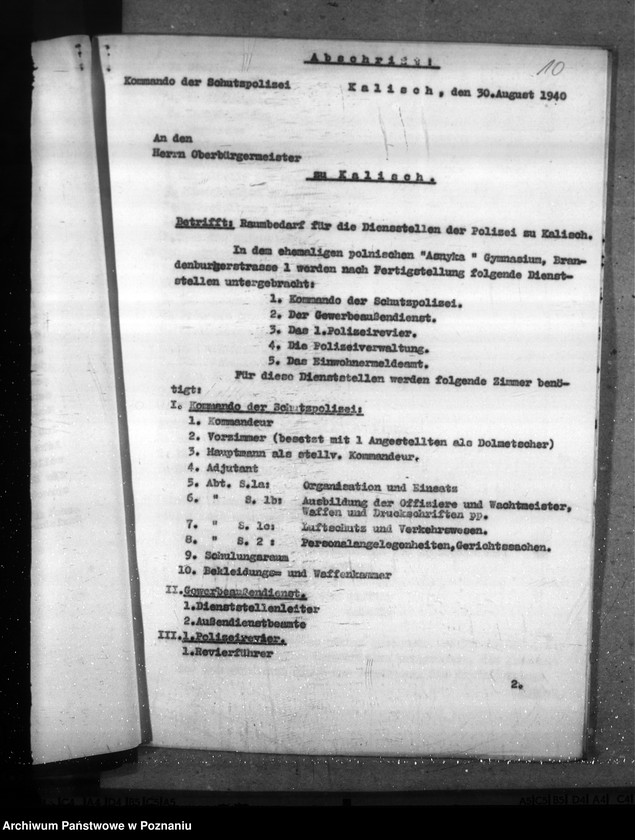 Abschrift:
10
Kommando der Schutzpolizei
Kalisch, den 30.August 1940
An den
Herrn Oberbürgermeister
zu Kalisch.
Betrifft: Raumbedarf für die Dienststellen der Polizei zu Kalisch.
In dem ehemaligen polnischen "Asnyka " Gymnasium, Bran-
denburgerstrasse 1 werden nach Fertigstellung folgende Dienst-
stellen untergebracht:
1. Kommando der Schutzpolizei.
2. Der Gewerbeaußendienst.
3. Das 1.Polizeirevier.
4. Die Polizeiverwaltung.
5. Das Einwohnermeldeamt.
Für diese Dienststellen werden folgende Zimmer benö-
tigt:
I. Kommando der Schutzpolizei:
1. Kommandeur
2. Vorzimmer (besetzt mit 1 Angestellten als Dolmetscher)
3. Hauptmann als stellv. Kommandeur.
4. Adjutant
5. Abt. S.1a: Organisation und Einsatz
6. " S. 1b: Ausbildung der Offiziere und Wachtmeister,
Waffen und Druckschriften pp.
7. " S. 1c: Luftschutz und Verkehrswesen.
8. " S. 2 : Personalangelegenheiten,Gerichtssachen.
9. Schulungsraum
10. Bekleidungs= und Waffenkammer
II.Gewerbeaußendienst.
1.Dienststellenleiter
2.Außendienstbeamte
III.1.Polizeirevier.
1.Revierführer
2.
Archiwum Państwowe w Poznaniu